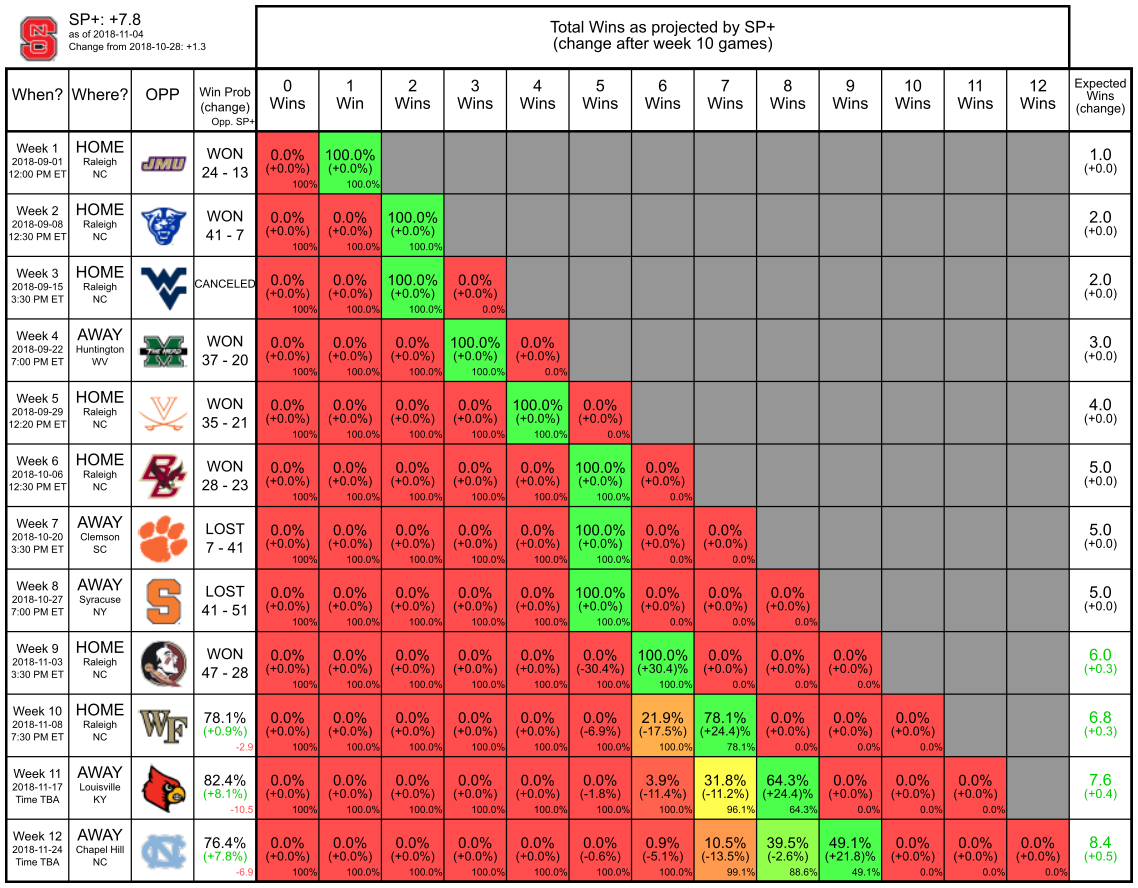 SP+: +7.8
as of 2018-11-04
Change from 2018-10-28: +1.3
Total Wins as projected by SP+
(change after week 10 games)
When? Where? OPP Win Prob (change) Opp. SP+ 0 Wins 1 Win 2 Wins 3 Wins 4 Wins 5 Wins 6 Wins 7 Wins 8 Wins 9 Wins 10 Wins 11 Wins 12 Wins Expected Wins (change)
Week 1 HOME WON 0.0% 100.0% 1.0
2018-09-01 Raleigh JMU 24 - 13 (+0.0%) (+0.0%) (+0.0)
12:00 PM ET NC 100% 100.0%
Week 2 HOME WON 0.0% 0.0% 100.0% 2.0
2018-09-08 Raleigh 41 - 7 (+0.0%) (+0.0%) (+0.0%) (+0.0)
12:30 PM ET NC 100% 100.0% 100.0%
Week 3 HOME CANCELED 0.0% 0.0% 100.0% 0.0% 2.0
2018-09-15 Raleigh WV (+0.0%) (+0.0%) (+0.0%) (+0.0%) (+0.0)
3:30 PM ET NC 100% 100.0% 100.0% 0.0%
Week 4 AWAY WON 0.0% 0.0% 0.0% 100.0% 0.0% 3.0
2018-09-22 Huntington M THE HERD 37 - 20 (+0.0%) (+0.0%) (+0.0%) (+0.0%) (+0.0%) (+0.0)
7:00 PM ET WV 100% 100.0% 100.0% 100.0% 0.0%
Week 5 HOME WON 0.0% 0.0% 0.0% 0.0% 100.0% 0.0% 4.0
2018-09-29 Raleigh V 35 - 21 (+0.0%) (+0.0%) (+0.0%) (+0.0%) (+0.0%) (+0.0%) (+0.0)
12:20 PM ET NC 100% 100.0% 100.0% 100.0% 100.0% 0.0%
Week 6 HOME WON 0.0% 0.0% 0.0% 0.0% 0.0% 100.0% 0.0% 5.0
2018-10-06 Raleigh BC 28 - 23 (+0.0%) (+0.0%) (+0.0%) (+0.0%) (+0.0%) (+0.0%) (+0.0%) (+0.0)
12:30 PM ET NC 100% 100.0% 100.0% 100.0% 100.0% 100.0% 0.0%
Week 7 AWAY LOST 0.0% 0.0% 0.0% 0.0% 0.0% 100.0% 0.0% 0.0% 5.0
2018-10-20 Clemson 7 - 41 (+0.0%) (+0.0%) (+0.0%) (+0.0%) (+0.0%) (+0.0%) (+0.0%) (+0.0%) (+0.0)
3:30 PM ET SC 100% 100.0% 100.0% 100.0% 100.0% 100.0% 0.0% 0.0%
Week 8 AWAY LOST 0.0% 0.0% 0.0% 0.0% 0.0% 100.0% 0.0% 0.0% 0.0% 5.0
2018-10-27 Syracuse S 41 - 51 (+0.0%) (+0.0%) (+0.0%) (+0.0%) (+0.0%) (+0.0%) (+0.0%) (+0.0%) (+0.0%) (+0.0)
7:00 PM ET NY 100% 100.0% 100.0% 100.0% 100.0% 100.0% 0.0% 0.0% 0.0%
Week 9 HOME WON 0.0% 0.0% 0.0% 0.0% 0.0% 0.0% 100.0% 0.0% 0.0% 0.0% 6.0
2018-11-03 Raleigh 47 - 28 (+0.0%) (+0.0%) (+0.0%) (+0.0%) (+0.0%) (-30.4%) (+30.4)% (+0.0%) (+0.0%) (+0.0%) (+0.3)
3:30 PM ET NC 100% 100.0% 100.0% 100.0% 100.0% 100.0% 100.0% 0.0% 0.0% 0.0%
Week 10 HOME 78.1% 0.0% 0.0% 0.0% 0.0% 0.0% 0.0% 21.9% 78.1% 0.0% 0.0% 0.0% 6.8
2018-11-08 Raleigh WF (+0.9%) (+0.0%) (+0.0%) (+0.0%) (+0.0%) (+0.0%) (-6.9%) (-17.5%) (+24.4)% (+0.0%) (+0.0%) (+0.0%) (+0.3)
7:30 PM ET NC -2.9 100% 100.0% 100.0% 100.0% 100.0% 100.0% 100.0% 78.1% 0.0% 0.0% 0.0%
Week 11 AWAY 82.4% 0.0% 0.0% 0.0% 0.0% 0.0% 0.0% 3.9% 31.8% 64.3% 0.0% 0.0% 0.0% 7.6
2018-11-17 Louisville (+8.1%) (+0.0%) (+0.0%) (+0.0%) (+0.0%) (+0.0%) (-1.8%) (-11.4%) (-11.2%) (+24.4)% (+0.0%) (+0.0%) (+0.0%) (+0.4)
Time TBA KY -10.5 100% 100.0% 100.0% 100.0% 100.0% 100.0% 100.0% 96.1% 64.3% 0.0% 0.0% 0.0%
Week 12 AWAY 76.4% 0.0% 0.0% 0.0% 0.0% 0.0% 0.0% 0.9% 10.5% 39.5% 49.1% 0.0% 0.0% 0.0% 8.4
2018-11-24 Chapel Hill NC (+7.8%) (+0.0%) (+0.0%) (+0.0%) (+0.0%) (+0.0%) (-0.6%) (-5.1%) (-13.5%) (-2.6%) (+21.8)% (+0.0%) (+0.0%) (+0.0%) (+0.5)
Time TBA NC -6.9 100% 100.0% 100.0% 100.0% 100.0% 100.0% 100.0% 99.1% 88.6% 49.1% 0.0% 0.0% 0.0%